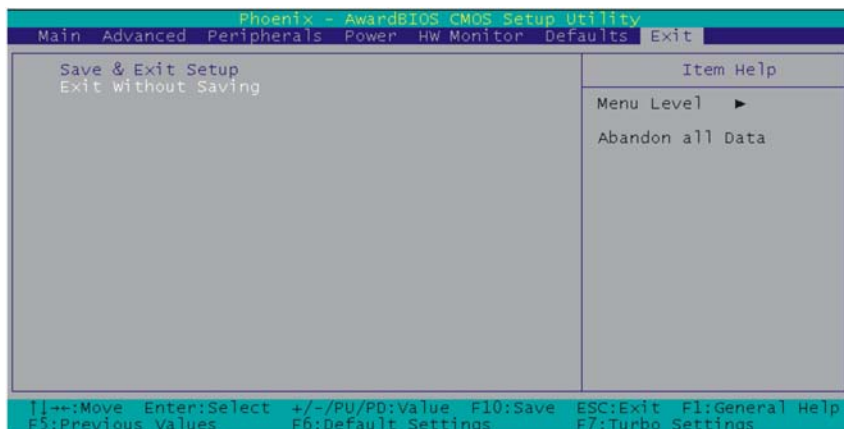 Phoenix - AwardBIOS CMOS Setup Utility
Main Advanced Peripherals Power HW Monitor Defaults Exit
Save & Exit Setup
Exit Without Saving
Item Help
Menu Level ►
Abandon all Data
↑↓→←:Move Enter:Select +/-/PU/PD:Value F10:Save ESC:Exit F1:General Help
F5:Previous Values F6:Default Settings F7:Turbo Settings